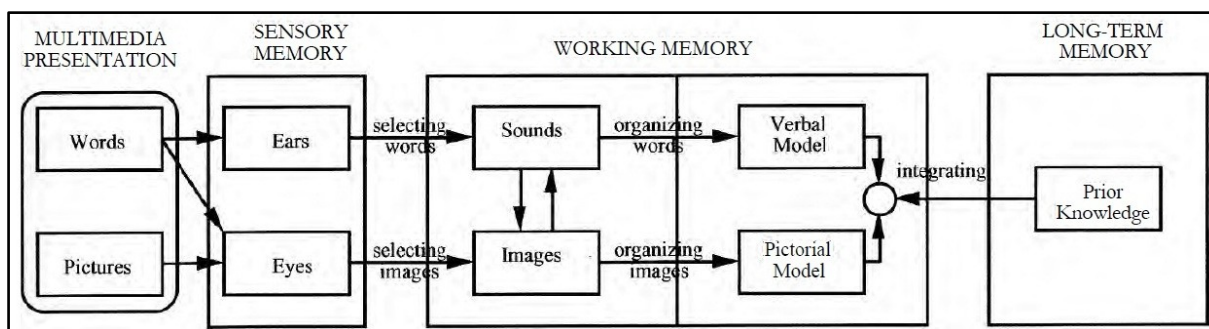 MULTIMEDIA
PRESENTATION
SENSORY
MEMORY
WORKING MEMORY
LONG-TERM
MEMORY
Words
Ears
selecting
words
Sounds
organizing
words
Verbal
Model
integrating
Prior
Knowledge
Pictures
Eyes
selecting
images
Images
organizing
images
Pictorial
Model